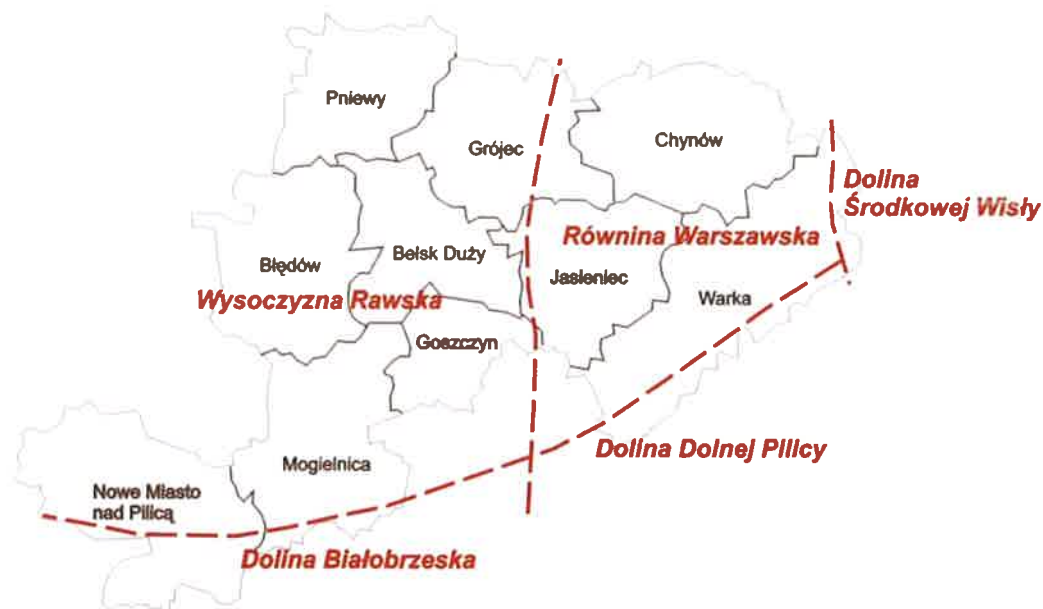 Pniewy
Grójec
Chynów
Dolina
Środkowej Wisły
Równina Warszawska
Błędów
Belsk Duży
Jasieniec
Wysoczyzna Rawska
Warka
Goszczyn
Dolina Dolnej Pilicy
Mogielnica
Nowe Miasto
nad Pilicą
Dolina Białobrzeska